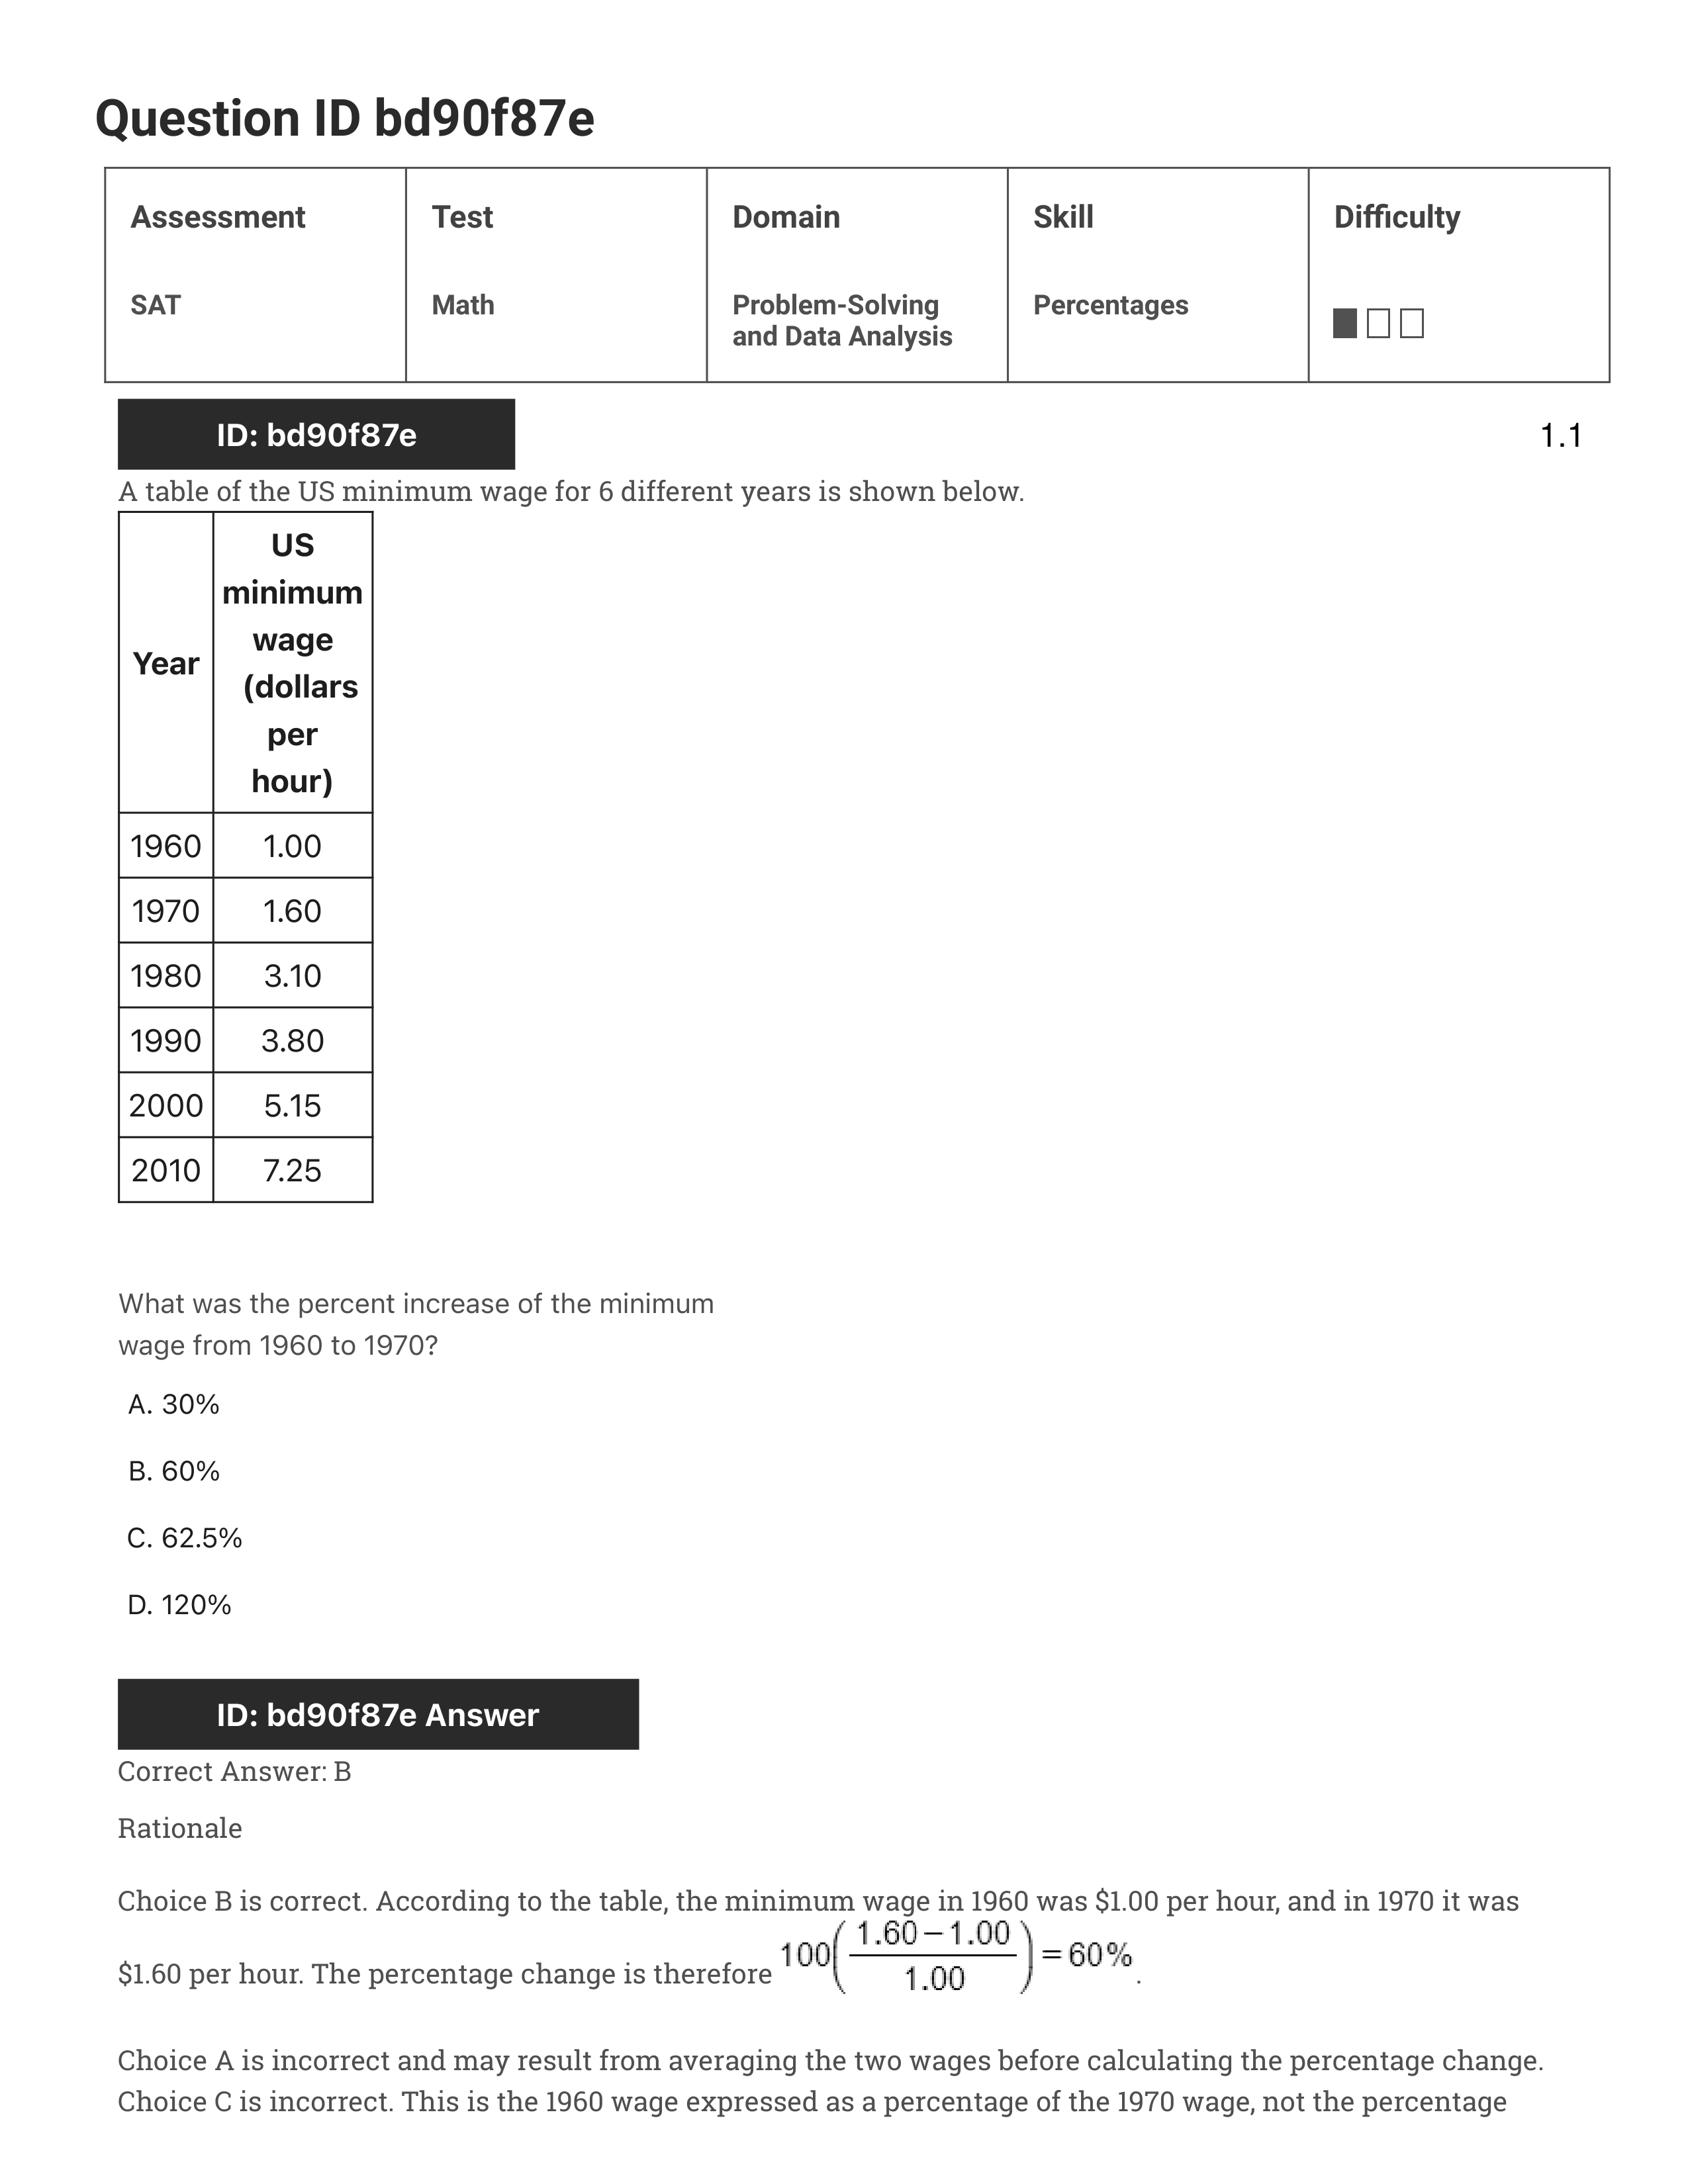 Question ID bd90f87e
Assessment
Test
Domain
Skill
Difficulty
SAT
Math
Problem-Solving
and Data Analysis
Percentages
ID: bd90f87e
1.1
A table of the US minimum wage for 6 different years is shown below.
Year
US
minimum
wage
(dollars
per
hour)
1960 1.00
1970 1.60
1980 3.10
1990 3.80
2000 5.15
2010 7.25
What was the percent increase of the minimum
wage from 1960 to 1970?
A. 30%
B. 60%
C. 62.5%
D. 120%
ID: bd90f87e Answer
Correct Answer: B
Rationale
Choice B is correct. According to the table, the minimum wage in 1960 was $1.00 per hour, and in 1970 it was
$1.60 per hour. The percentage change is therefore 100(1.60−1.00/1.00)=60%.
Choice A is incorrect and may result from averaging the two wages before calculating the percentage change.
Choice C is incorrect. This is the 1960 wage expressed as a percentage of the 1970 wage, not the percentage